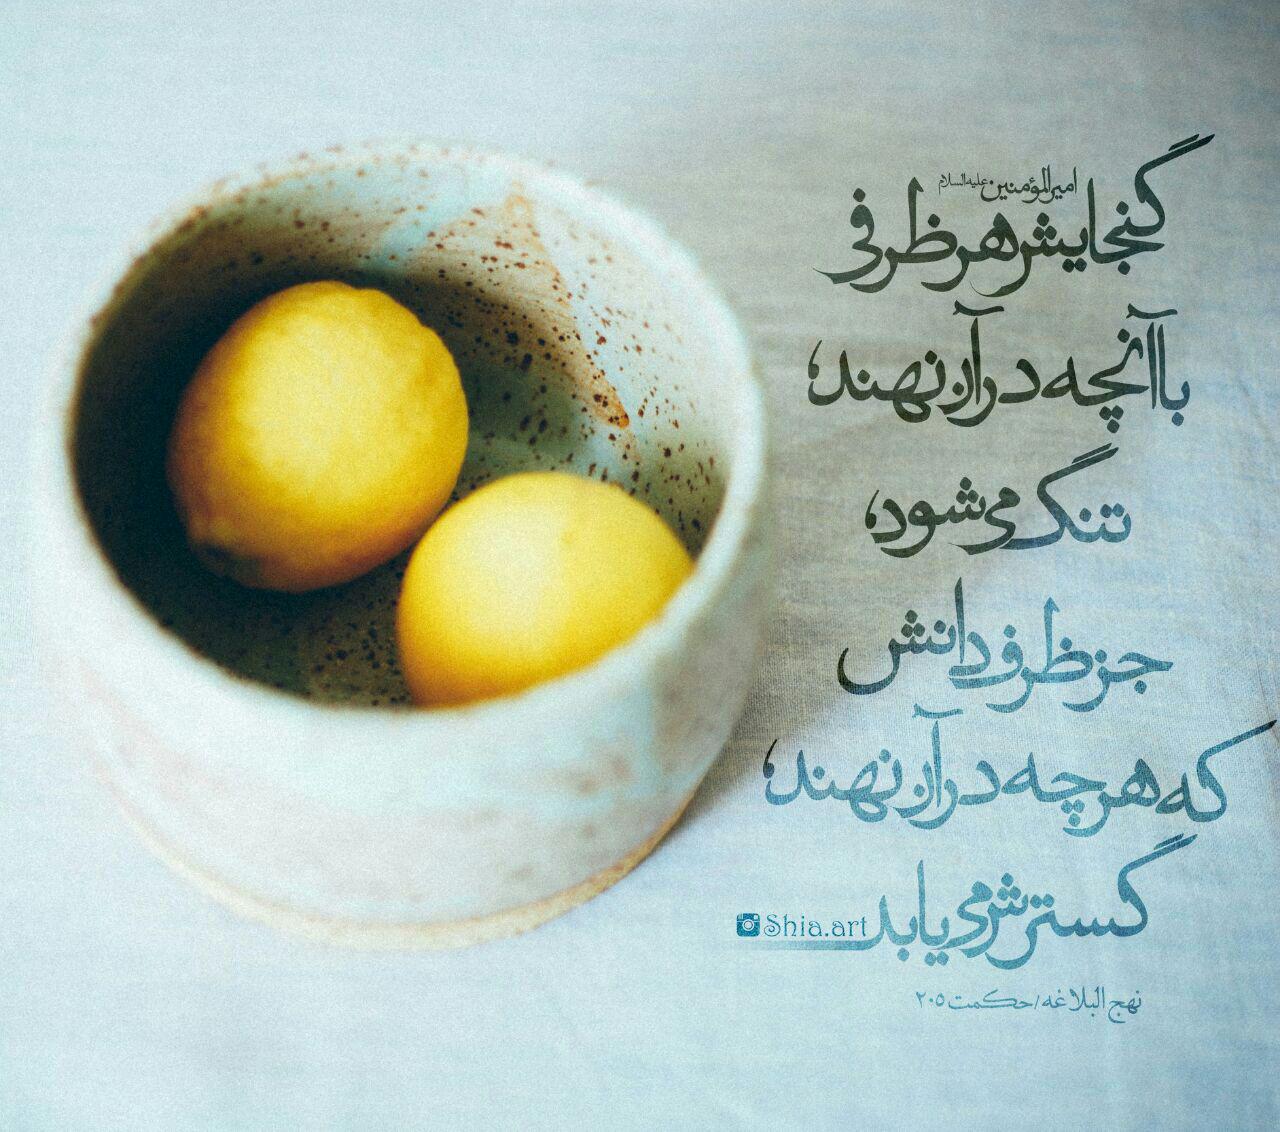 امیرالمؤمنین علیه‌السلام
گنجایش هر ظرفی
با آنچه در آن نهند،
تنگ می‌شود،
جز ظرف دانش
که هر چه در آن نهند،
گسترش می‌یابد
Shia.art
نهج البلاغه/حکمت ۲۰۵